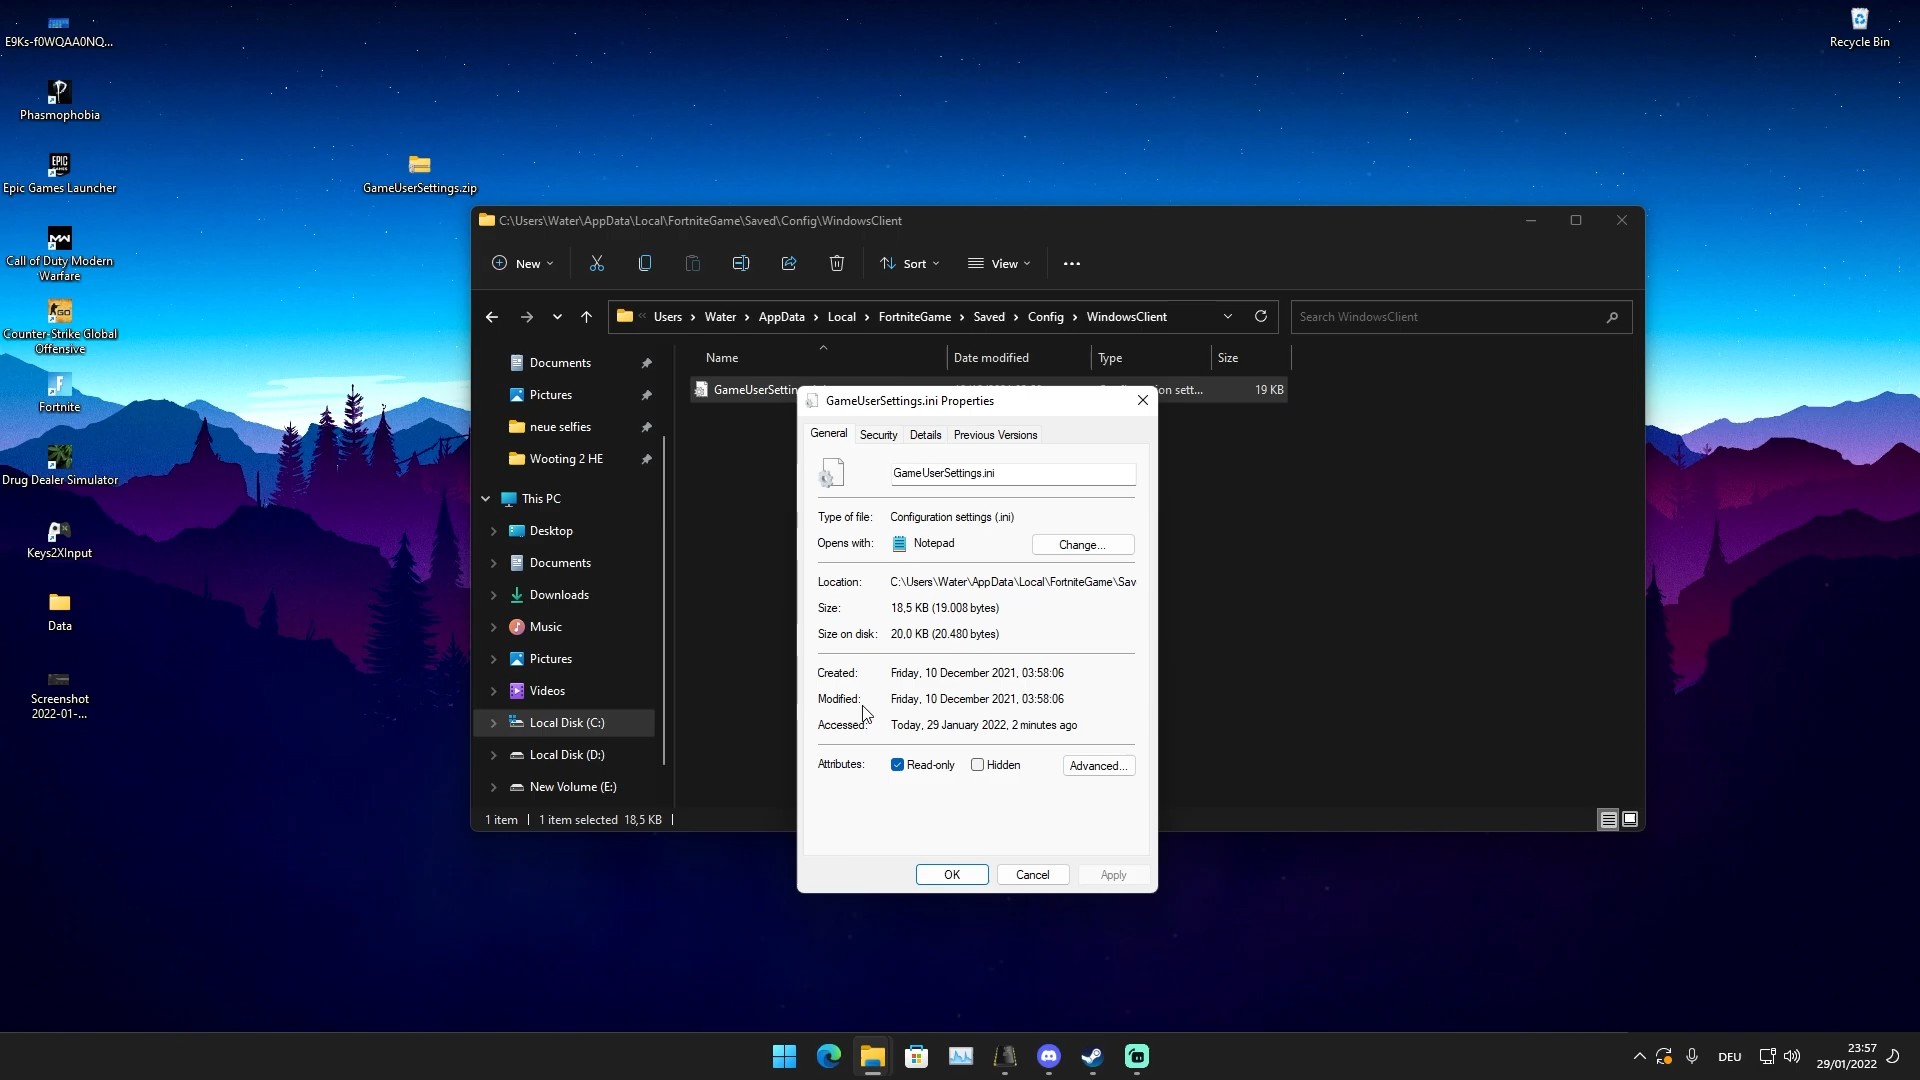 E9Ks-f0WQAA0NQ...
Phasmophobia
EPIC
GAMES
Epic Games Launcher
MW
Call of Duty Modern
Warfare
GO
Counter-Strike Global
Offensive
F
Fortnite
Drug Dealer Simulator
Keys2XInput
Data
Screenshot
2022-01-...
GameUserSettings.zip
Recycle Bin
C:\Users\Water\AppData\Local\FortniteGame\Saved\Config\WindowsClient
New
Sort
View
Users
Water
AppData
Local
FortniteGame
Saved
Config
WindowsClient
Search WindowsClient
Documents
Pictures
neue selfies
Wooting 2 HE
This PC
Desktop
Documents
Downloads
Music
Pictures
Videos
Local Disk (C:)
Local Disk (D:)
New Volume (E:)
Name
Date modified
Type
Size
GameUserSettin
on sett...
19 KB
1 item
1 item selected 18,5 KB
GameUserSettings.ini Properties
General
Security
Details
Previous Versions
GameUserSettings.ini
Type of file:
Configuration settings (.ini)
Opens with:
Notepad
Change...
Location:
C:\Users\Water\AppData\Local\FortniteGame\Sav
Size:
18,5 KB (19.008 bytes)
Size on disk:
20,0 KB (20.480 bytes)
Created:
Friday, 10 December 2021, 03:58:06
Modified:
Friday, 10 December 2021, 03:58:06
Accessed:
Today, 29 January 2022, 2 minutes ago
Attributes:
Read-only
Hidden
Advanced...
OK
Cancel
Apply
DEU
23:57
29/01/2022